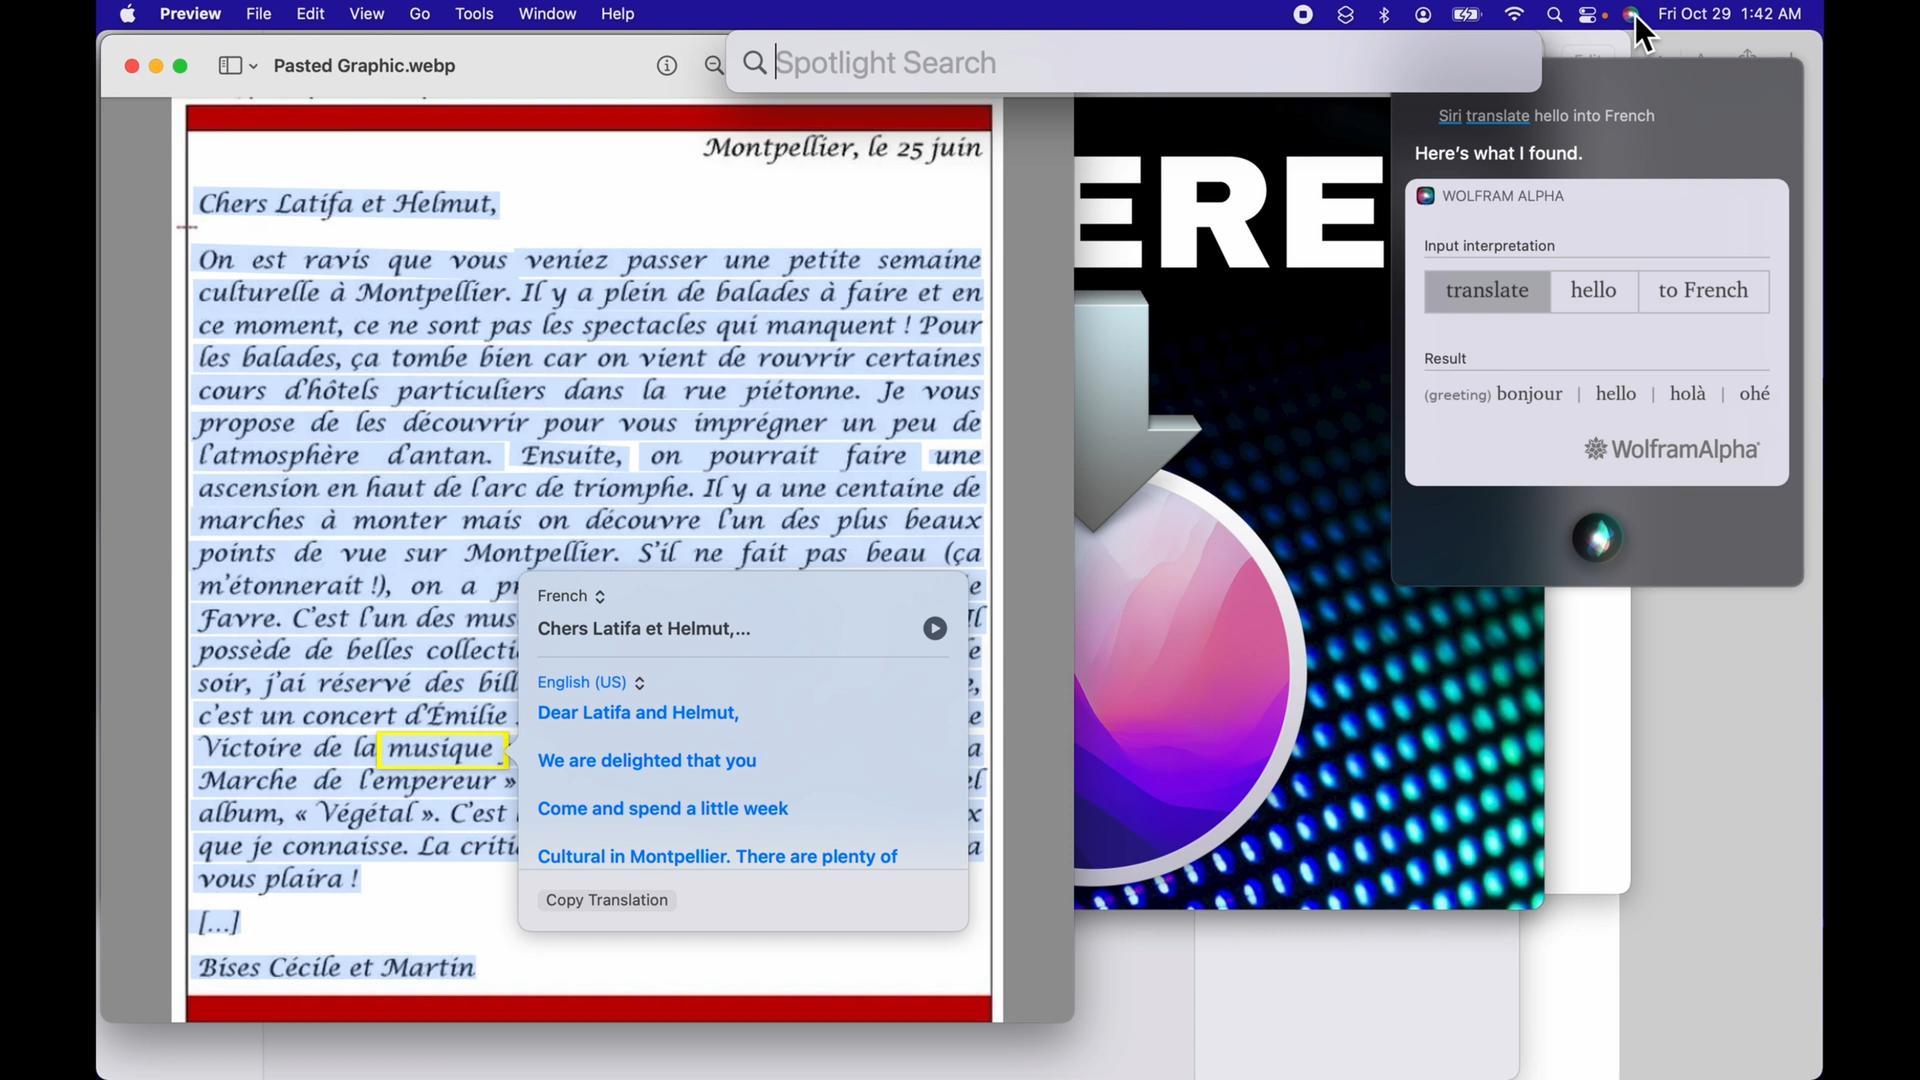 Preview File Edit View Go Tools Window Help
Fri Oct 29 1:42 AM
Pasted Graphic.webp
Spotlight Search
Montpellier, le 25 juin
Chers Latifa et Helmut,
On est ravis que vous veniez passer une petite semaine
culturelle à Montpellier. Il y a plein de balades à faire et en
ce moment, ce ne sont pas les spectacles qui manquent ! Pour
les balades, ça tombe bien car on vient de rouvrir certaines
cours d'hôtels particuliers dans la rue piétonne. Je vous
propose de les découvrir pour vous imprégner un peu de
l'atmosphère d'antan. Ensuite, on pourrait faire une
ascension en haut de l'arc de triomphe. Il y a une centaine de
marches à monter mais on découvre l'un des plus beaux
points de vue sur Montpellier. S'il ne fait pas beau (ça
m'étonnerait !), on a
Favre. C'est l'un des
possède de belles
soir, j'ai réservé des
c'est un concert d'Émilie
Victoire de la musique
Marche de l'empereur »
album, « Végétal ». C'est
que je connaisse. La
vous plaira !
[...]
Bises Cécile et Martin
French
Chers Latifa et Helmut,...
English (US)
Dear Latifa and Helmut,
We are delighted that you
Come and spend a little week
Cultural in Montpellier. There are plenty of
Copy Translation
ERE
Siri translate hello into French
Here's what I found.
WOLFRAM ALPHA
Input interpretation
translate hello to French
Result
(greeting) bonjour | hello | holà | ohé
WolframAlpha